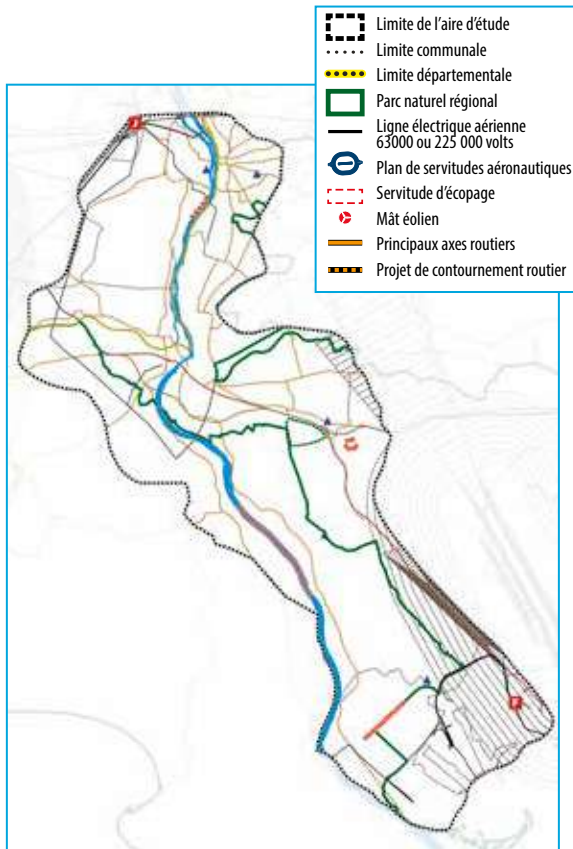 Limite de l'aire d'étude
Limite communale
Limite départementale
Parc naturel régional
Ligne électrique aérienne
63000 ou 225 000 volts
Plan de servitudes aéronautiques
Servitude d'écopage
Mât éolien
Principaux axes routiers
Projet de contournement routier